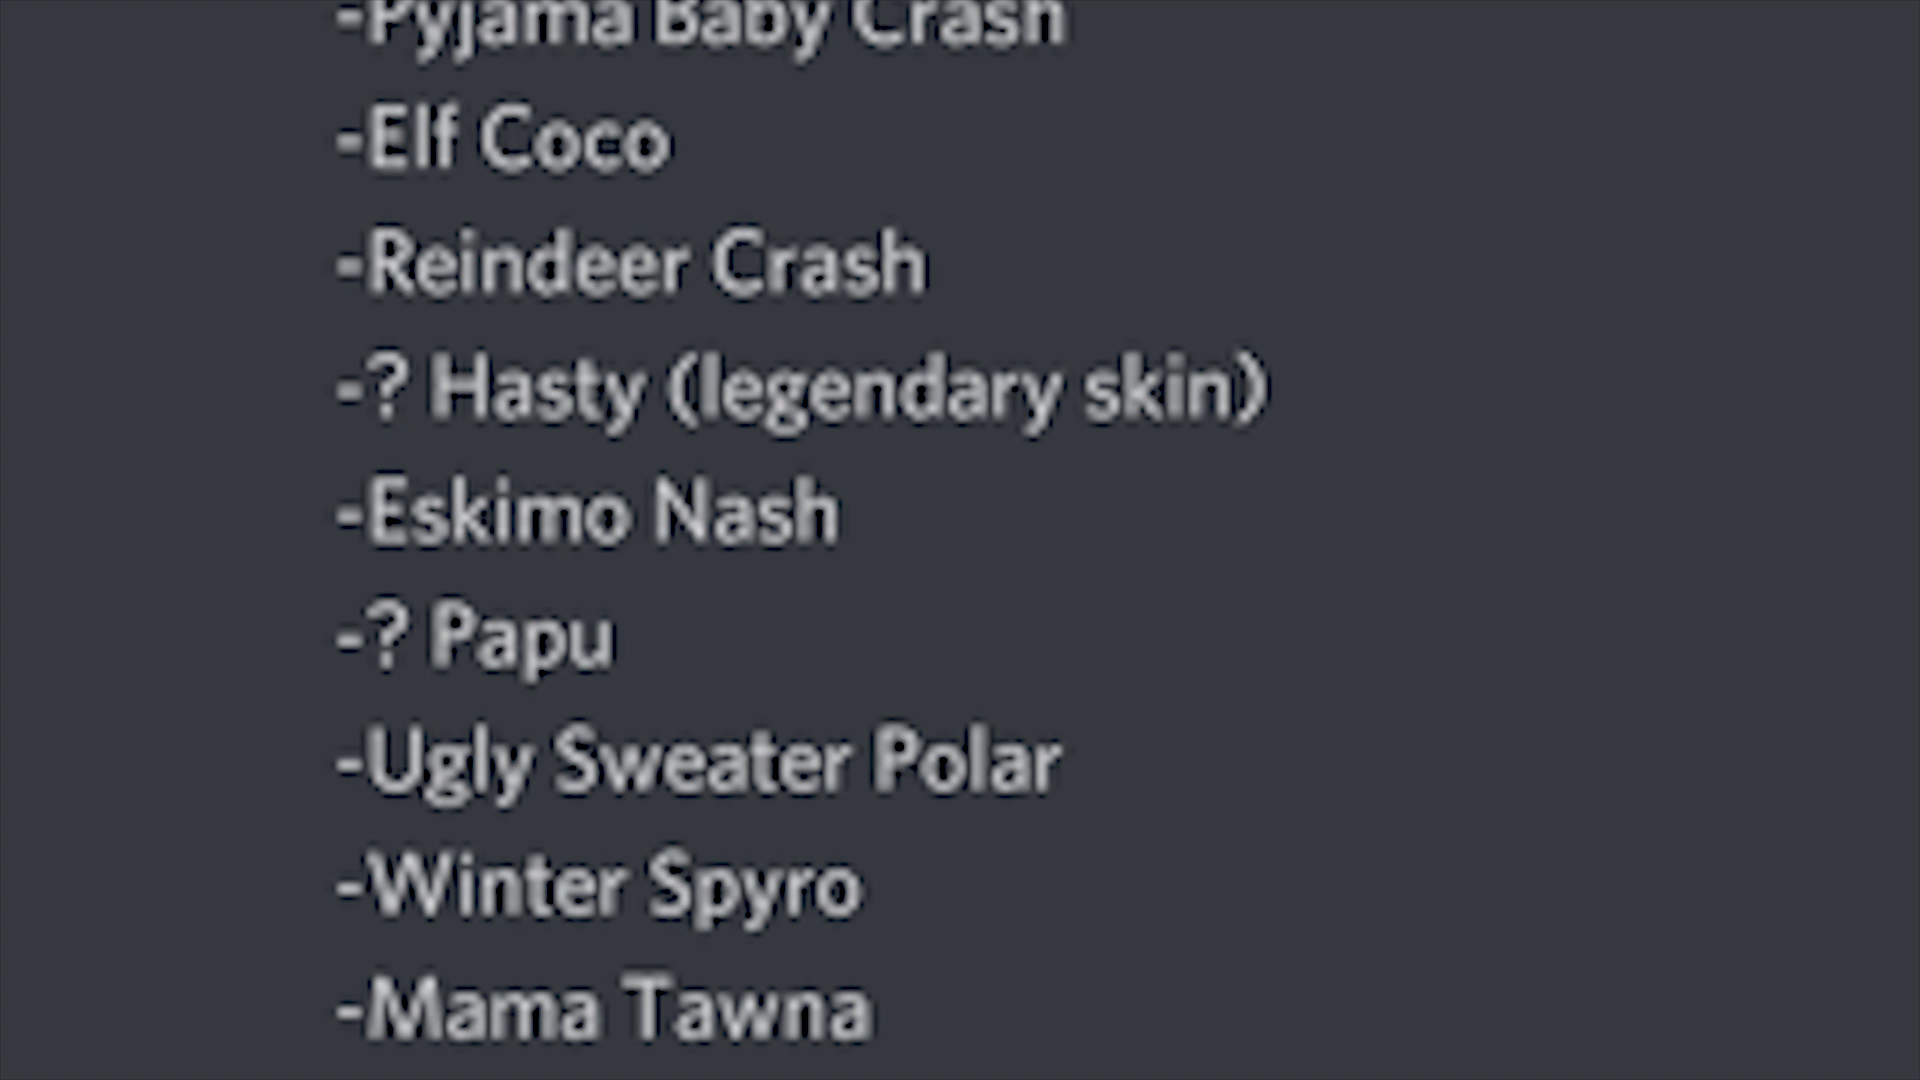 -Pyjama Baby Crash
-Elf Coco
-Reindeer Crash
-? Hasty (legendary skin)
-Eskimo Nash
-? Papu
-Ugly Sweater Polar
-Winter Spyro
-Mama Tawna